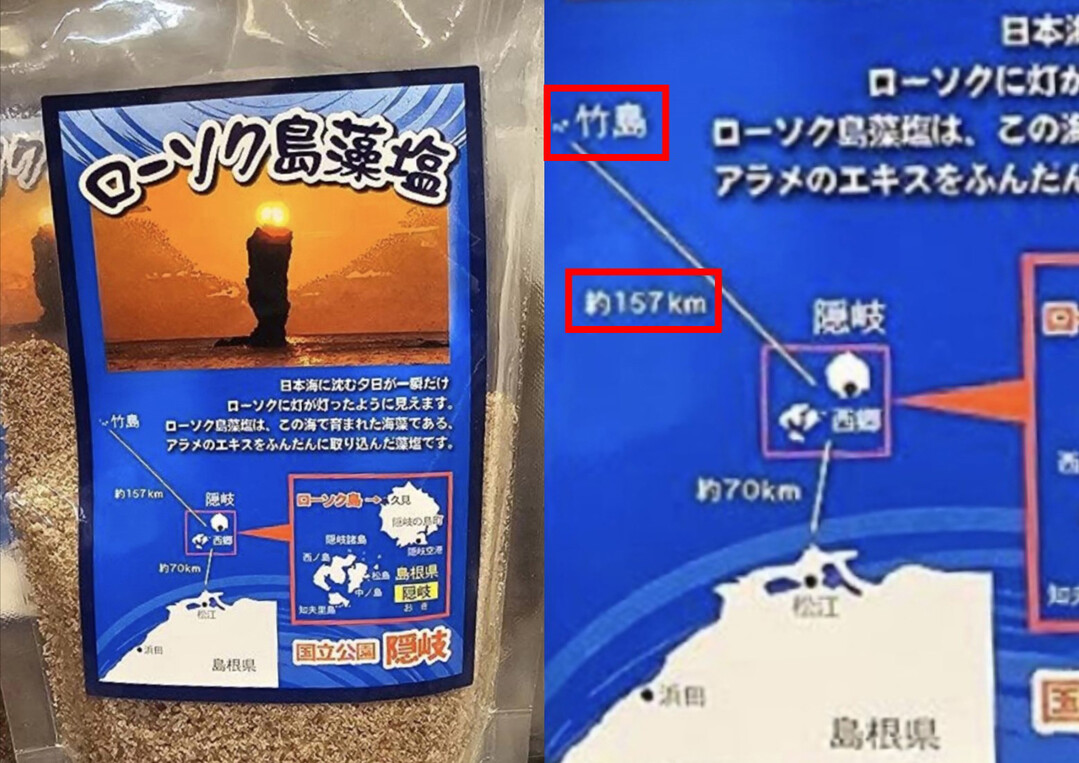 ローソク島藻塩
日本海に沈む夕日が一瞬だけ
ローソクに灯が灯ったように見えます。
ローソク島藻塩は、この海で育まれた海藻である、
アラメのエキスをふんだんに取り込んだ藻塩です。
竹島
約157km
隠岐
西郷
約70km
松江
浜田
島根県
ローソク島
久見
隠岐の島町
隠岐空港
隠岐諸島
西ノ島
松島
中ノ島
知夫里島
島根県
隠岐
おき
国立公園 隠岐
日本海
ローソクに灯が
ローソク島藻塩は、この海
アラメのエキスをふんだん
竹島
約157km
隠岐
西郷
約70km
松江
浜田
島根県